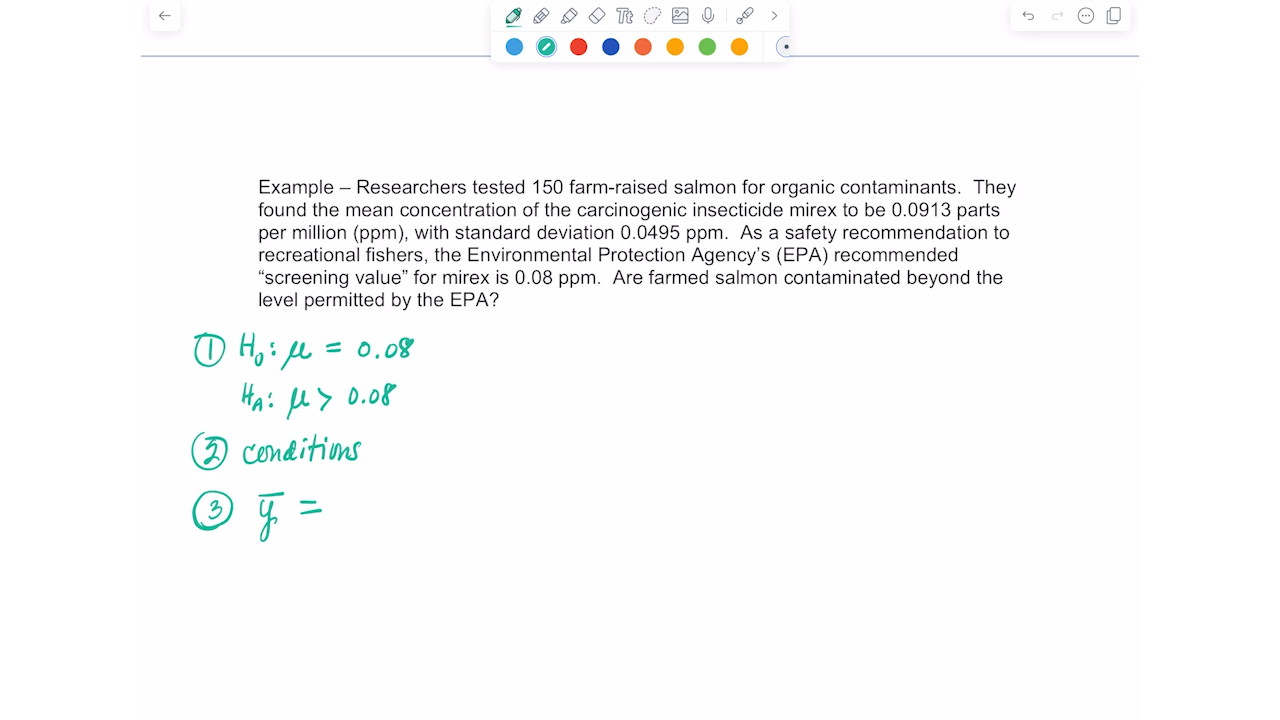 Tt
Example – Researchers tested 150 farm-raised salmon for organic contaminants. They
found the mean concentration of the carcinogenic insecticide mirex to be 0.0913 parts
per million (ppm), with standard deviation 0.0495 ppm. As a safety recommendation to
recreational fishers, the Environmental Protection Agency’s (EPA) recommended
“screening value” for mirex is 0.08 ppm. Are farmed salmon contaminated beyond the
level permitted by the EPA?
① H₀: μ = 0.08
H_A: μ > 0.08
② conditions
③ ȳ =